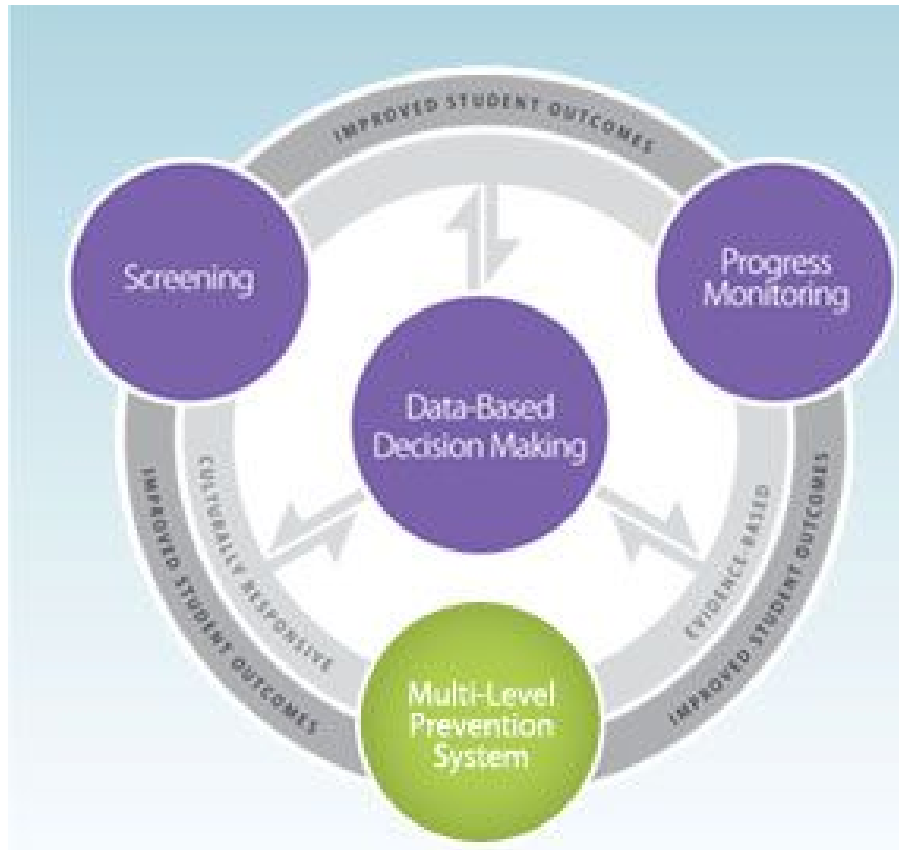 IMPROVED STUDENT OUTCOMES
Screening
Progress
Monitoring
Data-Based
Decision Making
CULTURALLY RESPONSIVE
EVIDENCE-BASED
IMPROVED STUDENT OUTCOMES
IMPROVED STUDENT OUTCOMES
Multi-Level
Prevention
System